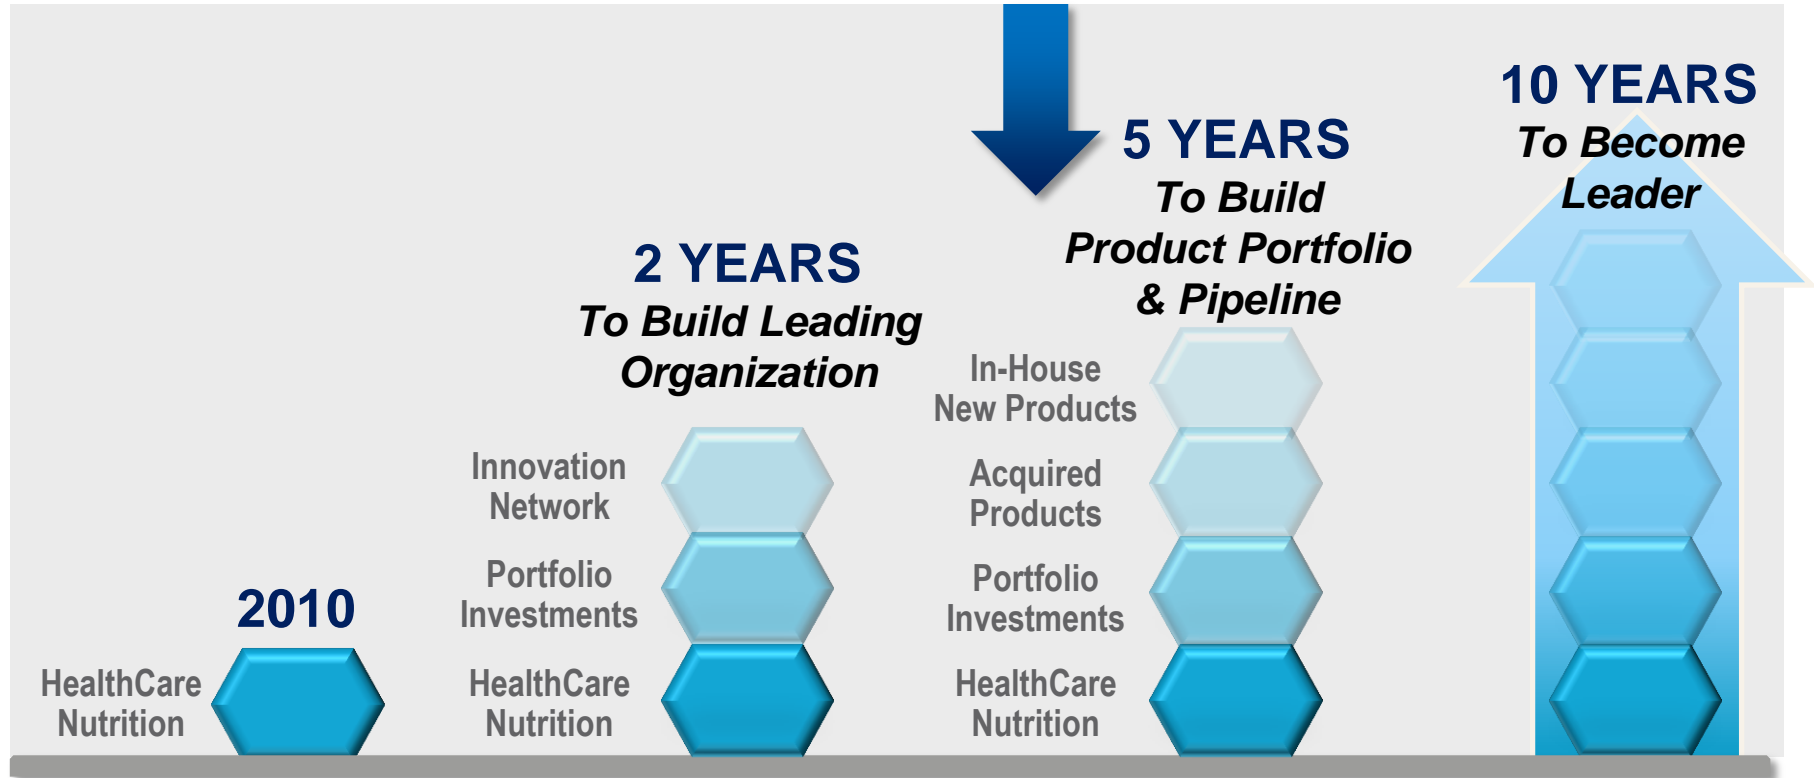 2010
HealthCare
Nutrition
2 YEARS
To Build Leading
Organization
Innovation
Network
Portfolio
Investments
HealthCare
Nutrition
5 YEARS
To Build
Product Portfolio
& Pipeline
In-House
New Products
Acquired
Products
Portfolio
Investments
HealthCare
Nutrition
10 YEARS
To Become
Leader